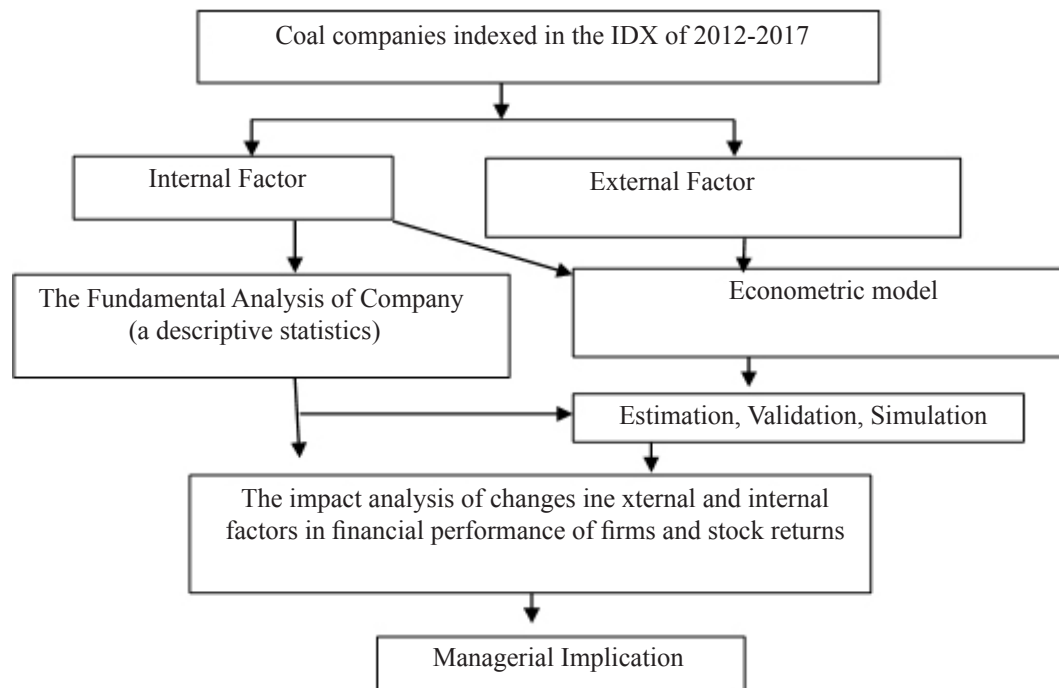 Coal companies indexed in the IDX of 2012-2017
Internal Factor
External Factor
The Fundamental Analysis of Company
(a descriptive statistics)
Econometric model
Estimation, Validation, Simulation
The impact analysis of changes ine xternal and internal
factors in financial performance of firms and stock returns
Managerial Implication